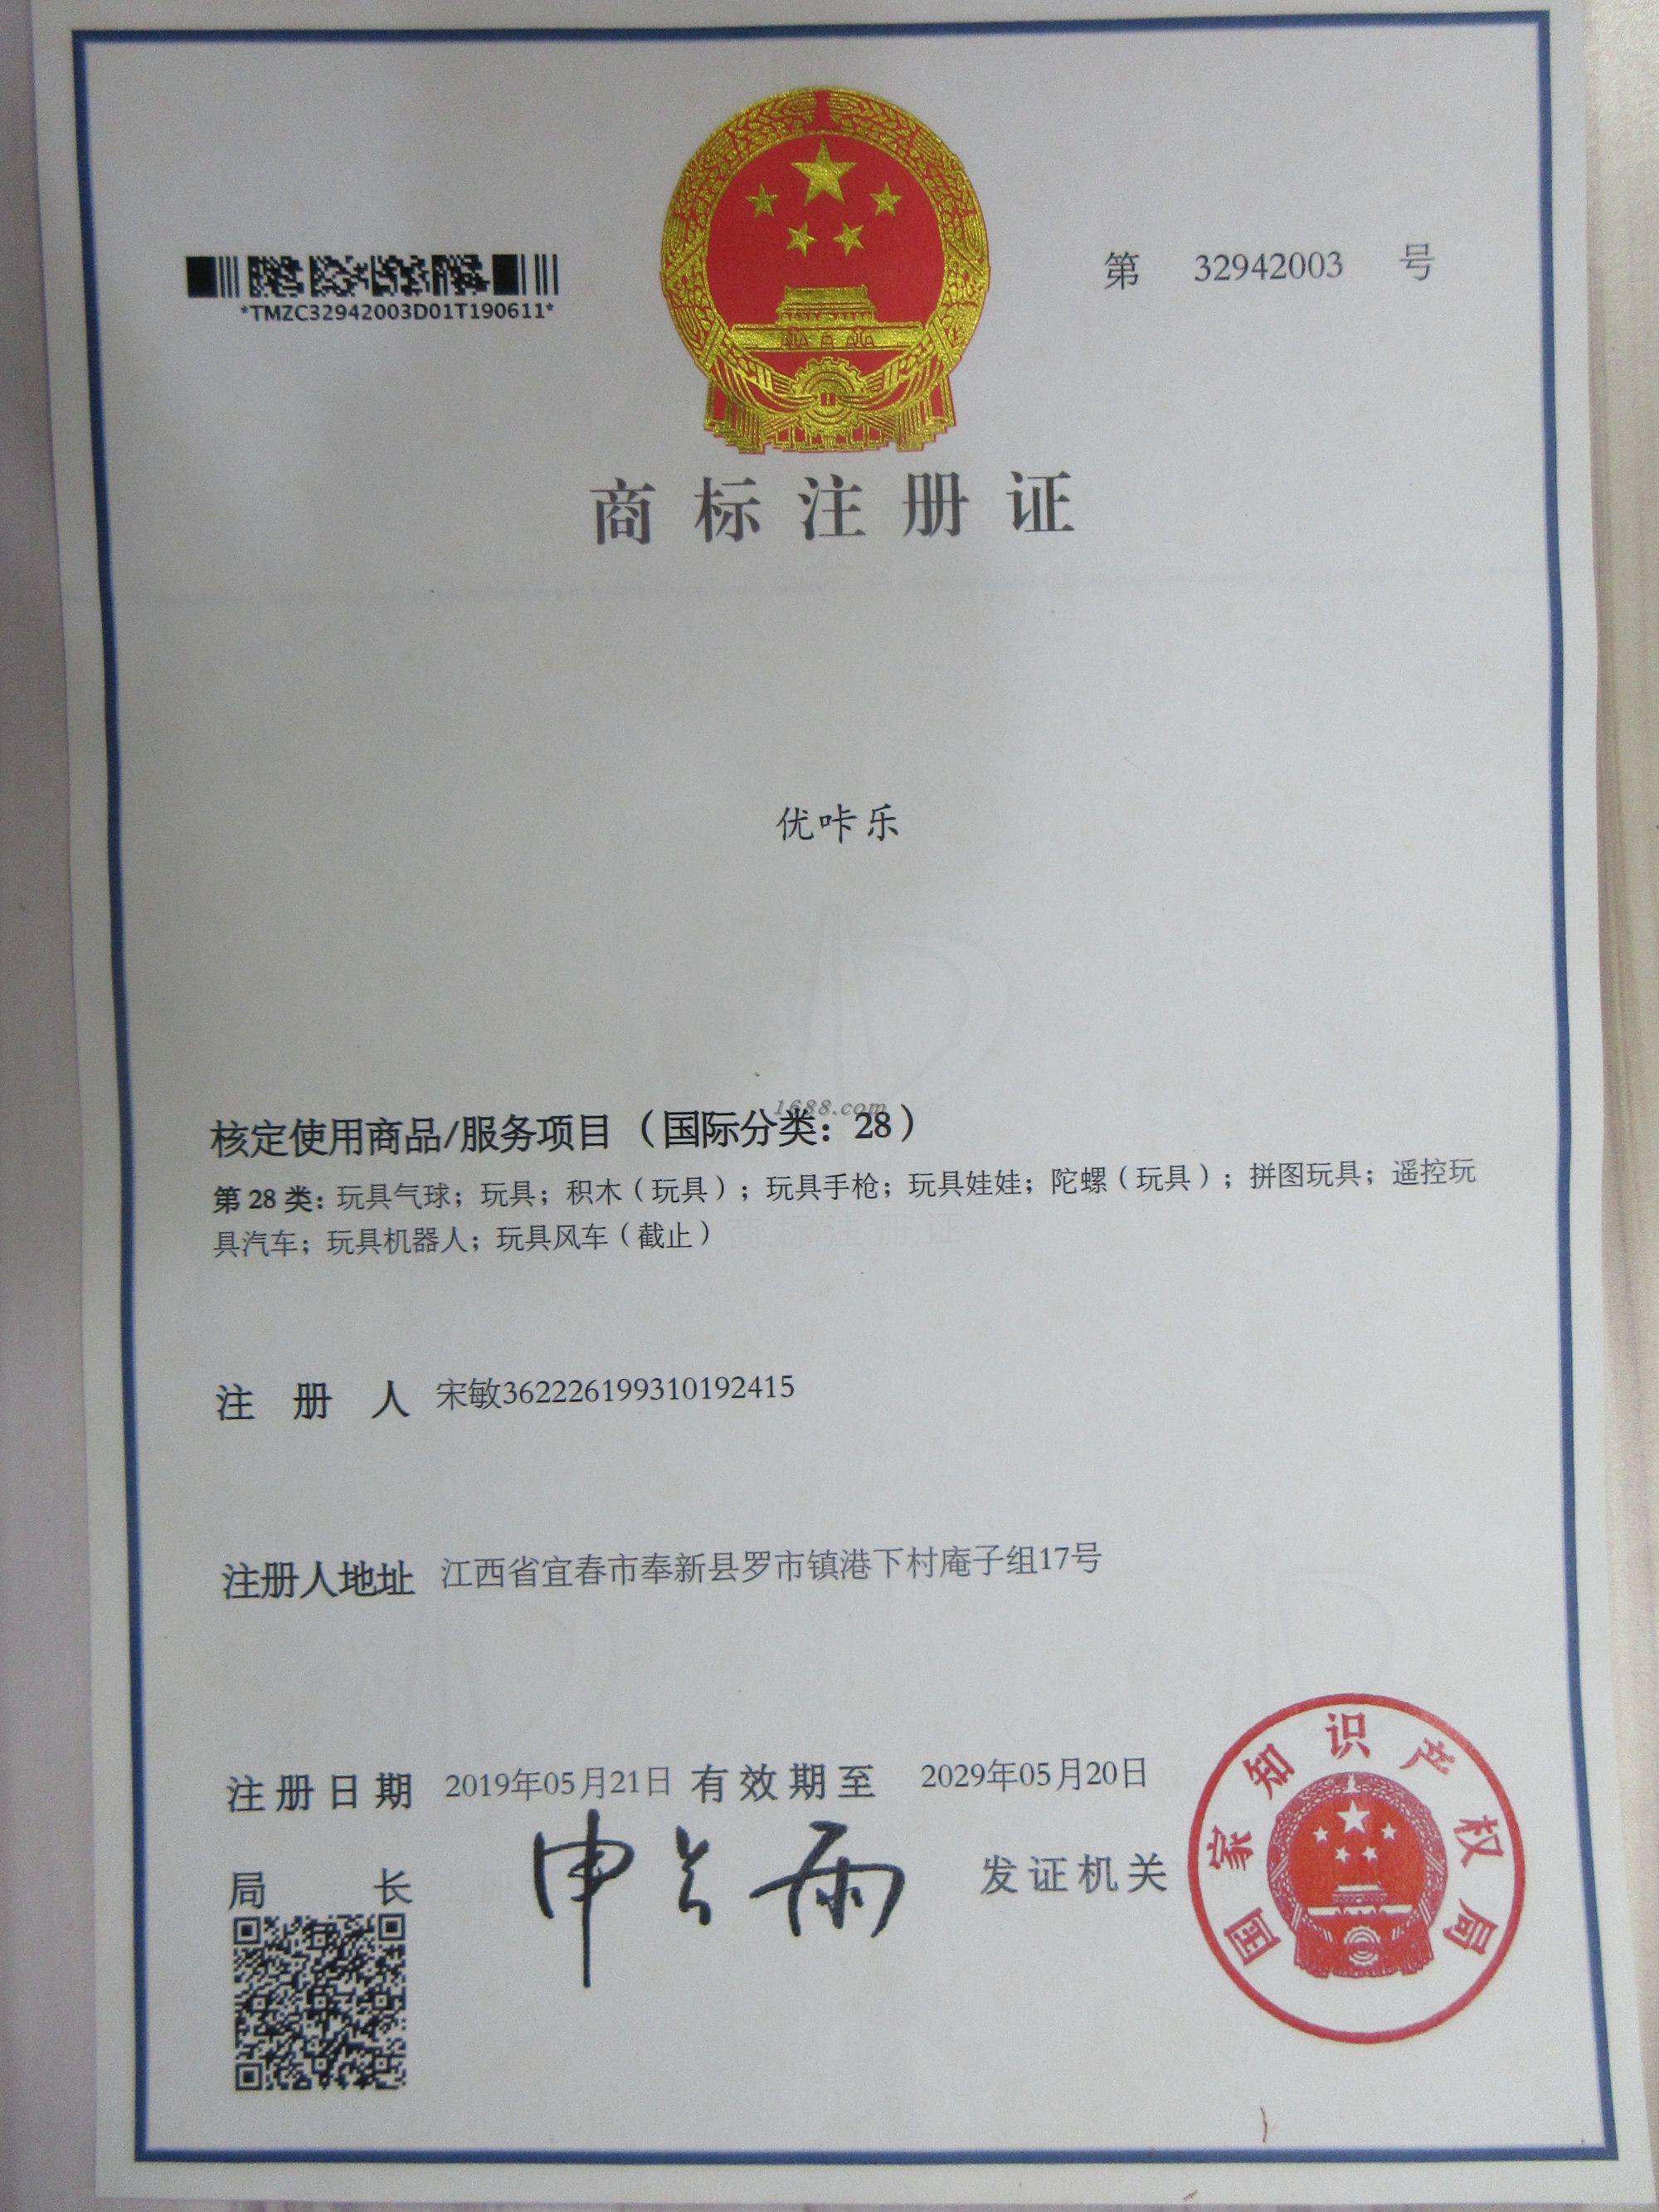 第 32942003 号
*TMZC32942003D01T190611*
商标注册证
优咔乐
1688.com
核定使用商品/服务项目（国际分类：28）
第28类：玩具气球；玩具；积木（玩具）；玩具手枪；玩具娃娃；陀螺（玩具）；拼图玩具；遥控玩
具汽车；玩具机器人；玩具风车（截止）
商标注册证
注册人 宋敏362226199310192415
注册人地址 江西省宜春市奉新县罗市镇港下村庵子组17号
注册日期 2019年05月21日 有效期至 2029年05月20日
局长 申长雨 发证机关
国家知识产权局